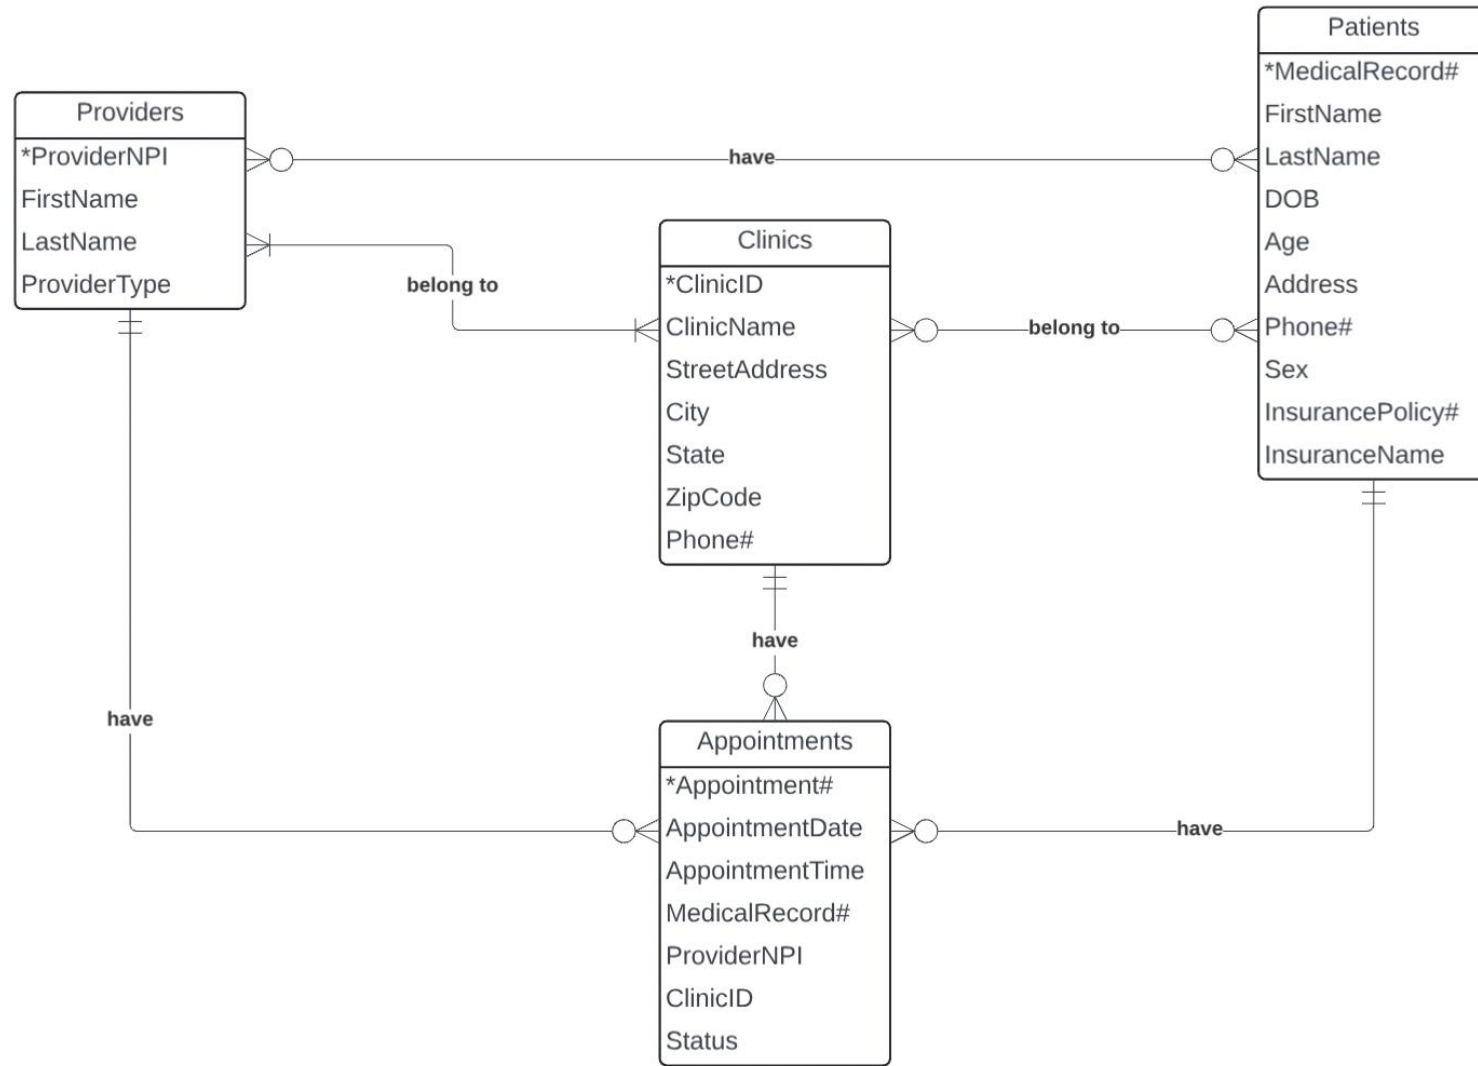 Providers
*ProviderNPI
FirstName
LastName
ProviderType
have
belong to
Clinics
*ClinicID
ClinicName
StreetAddress
City
State
ZipCode
Phone#
belong to
Patients
*MedicalRecord#
FirstName
LastName
DOB
Age
Address
Phone#
Sex
InsurancePolicy#
InsuranceName
have
have
have
Appointments
*Appointment#
AppointmentDate
AppointmentTime
MedicalRecord#
ProviderNPI
ClinicID
Status